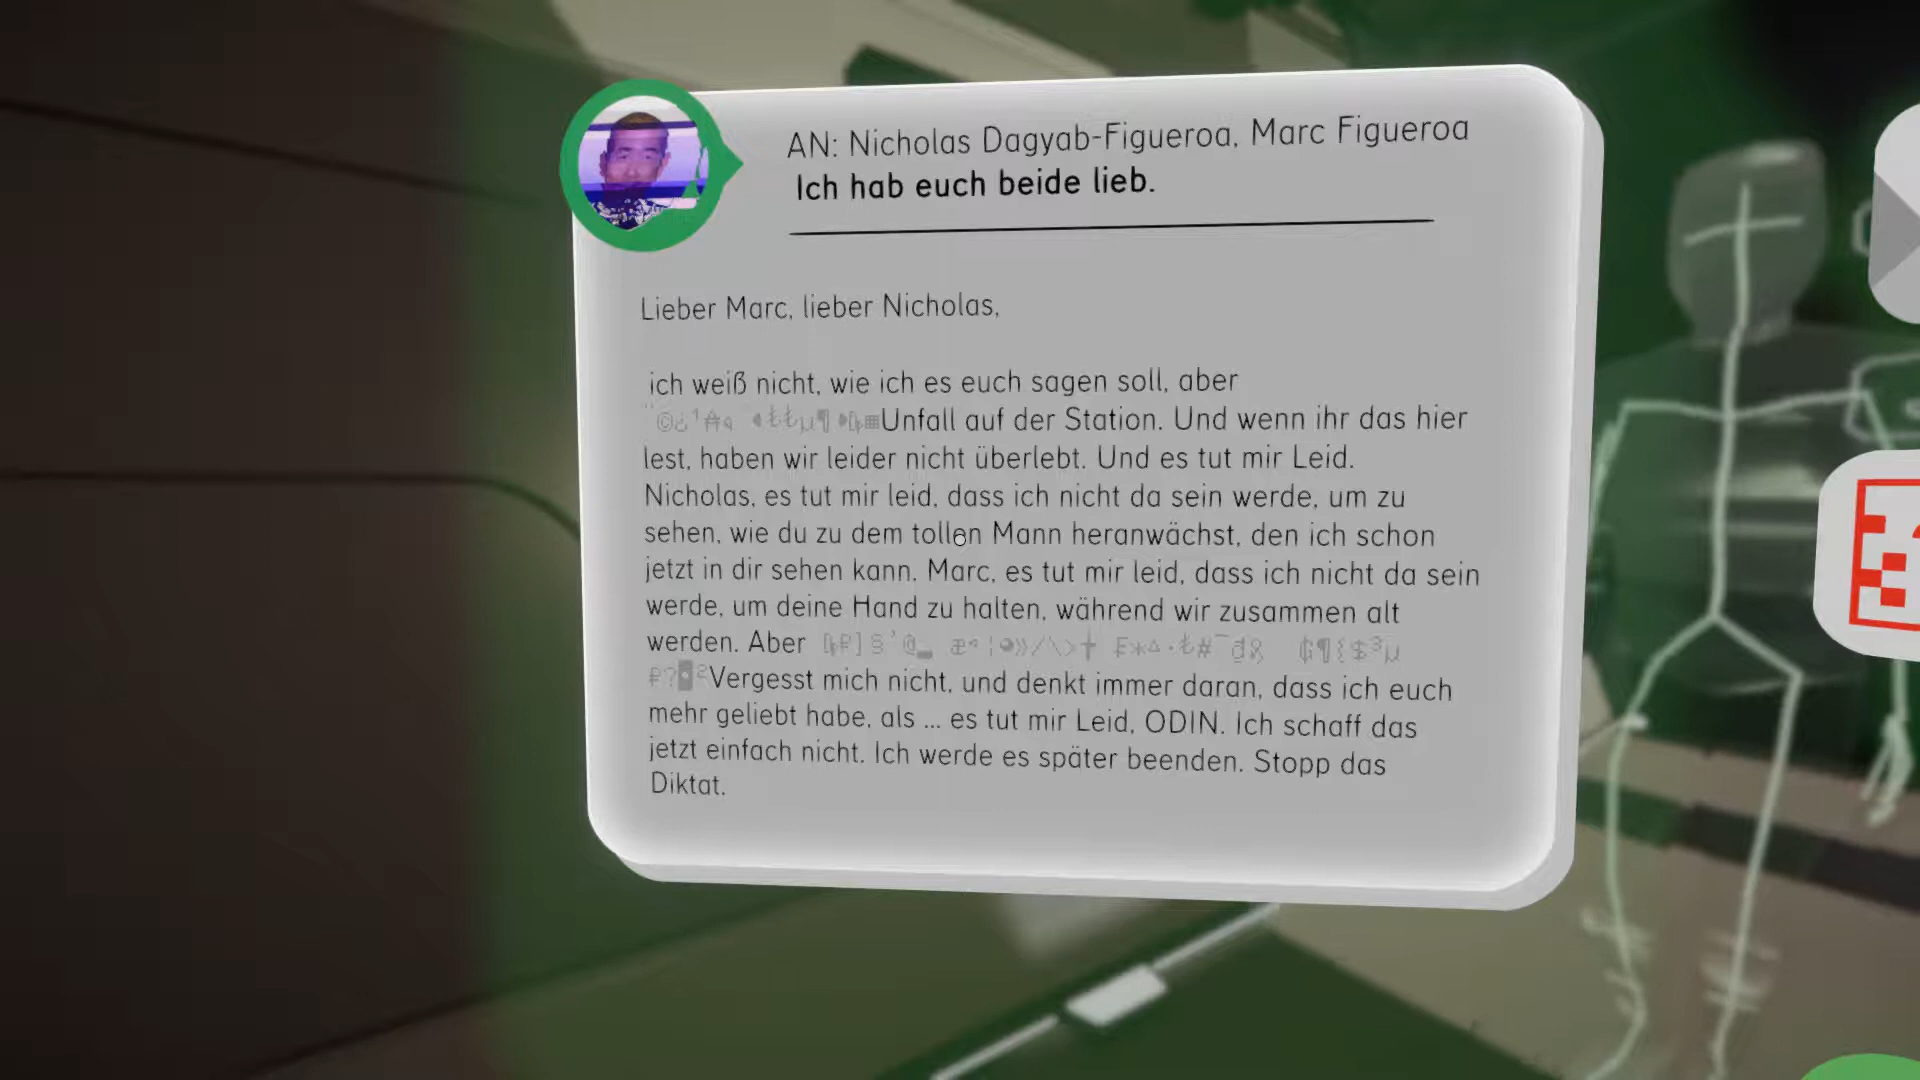 AN: Nicholas Dagyab-Figueroa, Marc Figueroa
Ich hab euch beide lieb.
Lieber Marc, lieber Nicholas,
ich weiß nicht, wie ich es euch sagen soll, aber
Unfall auf der Station. Und wenn ihr das hier
lest, haben wir leider nicht überlebt. Und es tut mir Leid.
Nicholas, es tut mir leid, dass ich nicht da sein werde, um zu
sehen, wie du zu dem tollen Mann heranwächst, den ich schon
jetzt in dir sehen kann. Marc, es tut mir leid, dass ich nicht da sein
werde, um deine Hand zu halten, während wir zusammen alt
werden. Aber
Vergesst mich nicht, und denkt immer daran, dass ich euch
mehr geliebt habe, als ... es tut mir Leid, ODIN. Ich schaff das
jetzt einfach nicht. Ich werde es später beenden. Stopp das
Diktat.